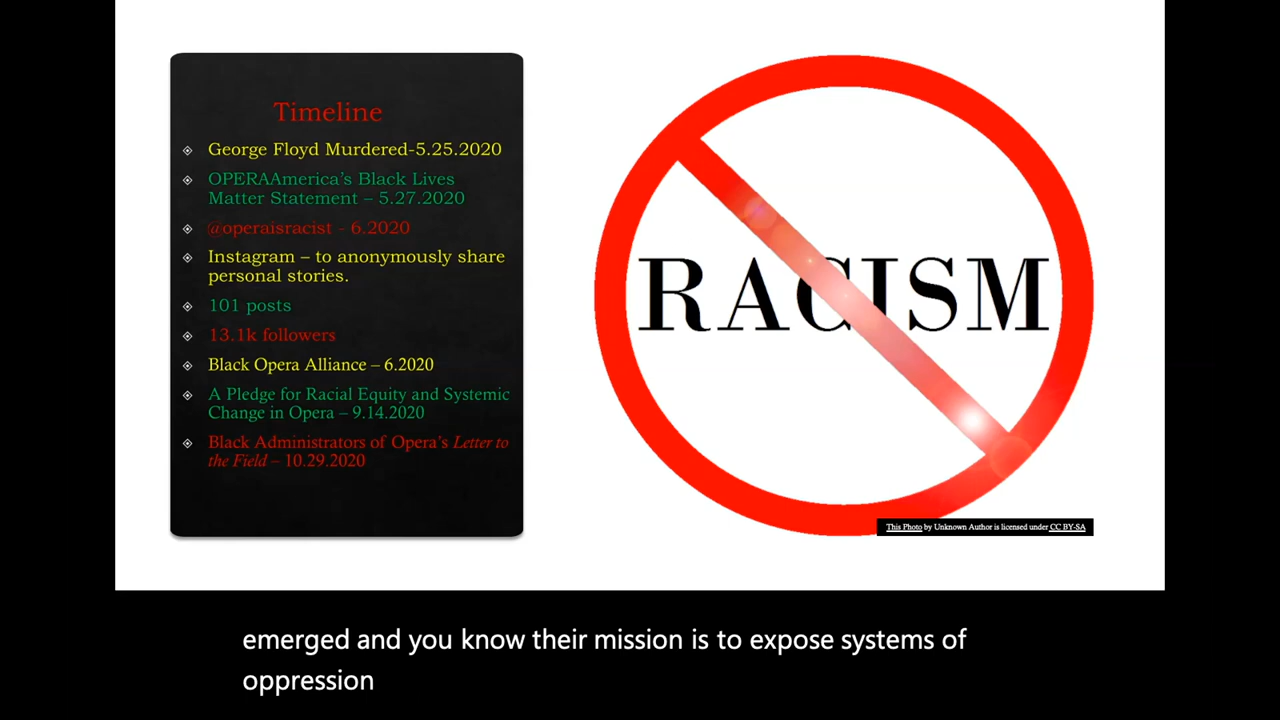 Timeline
George Floyd Murdered-5.25.2020
OPERAAmerica's Black Lives
Matter Statement – 5.27.2020
@operaisracist - 6.2020
Instagram – to anonymously share
personal stories.
101 posts
13.1k followers
Black Opera Alliance – 6.2020
A Pledge for Racial Equity and Systemic
Change in Opera – 9.14.2020
Black Administrators of Opera's Letter to
the Field – 10.29.2020
RACISM
This Photo by Unknown Author is licensed under CC BY-SA
emerged and you know their mission is to expose systems of
oppression